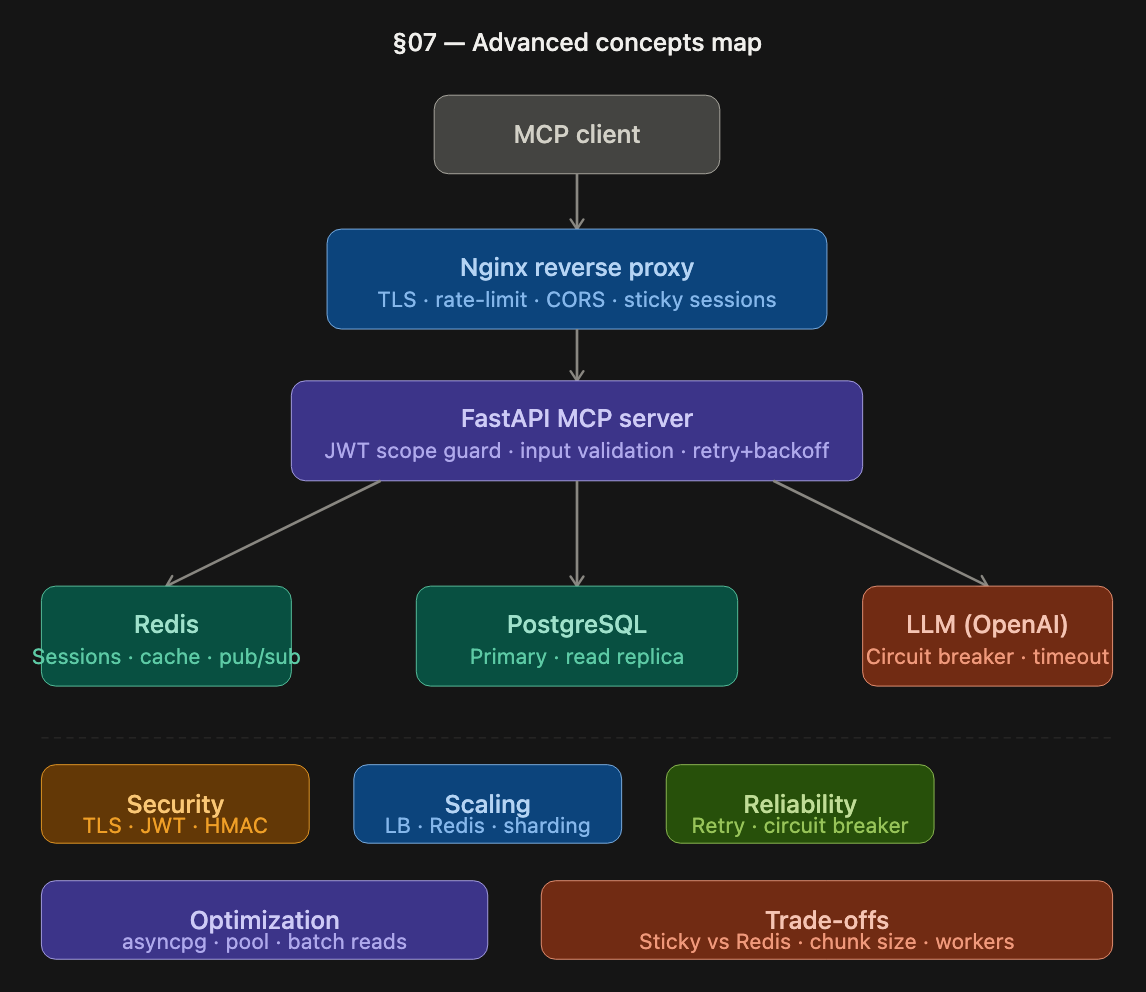 §07 — Advanced concepts map
MCP client
Nginx reverse proxy
TLS · rate-limit · CORS · sticky sessions
FastAPI MCP server
JWT scope guard · input validation · retry+backoff
Redis
Sessions · cache · pub/sub
PostgreSQL
Primary · read replica
LLM (OpenAI)
Circuit breaker · timeout
Security
TLS · JWT · HMAC
Scaling
LB · Redis · sharding
Reliability
Retry · circuit breaker
Optimization
asyncpg · pool · batch reads
Trade-offs
Sticky vs Redis · chunk size · workers